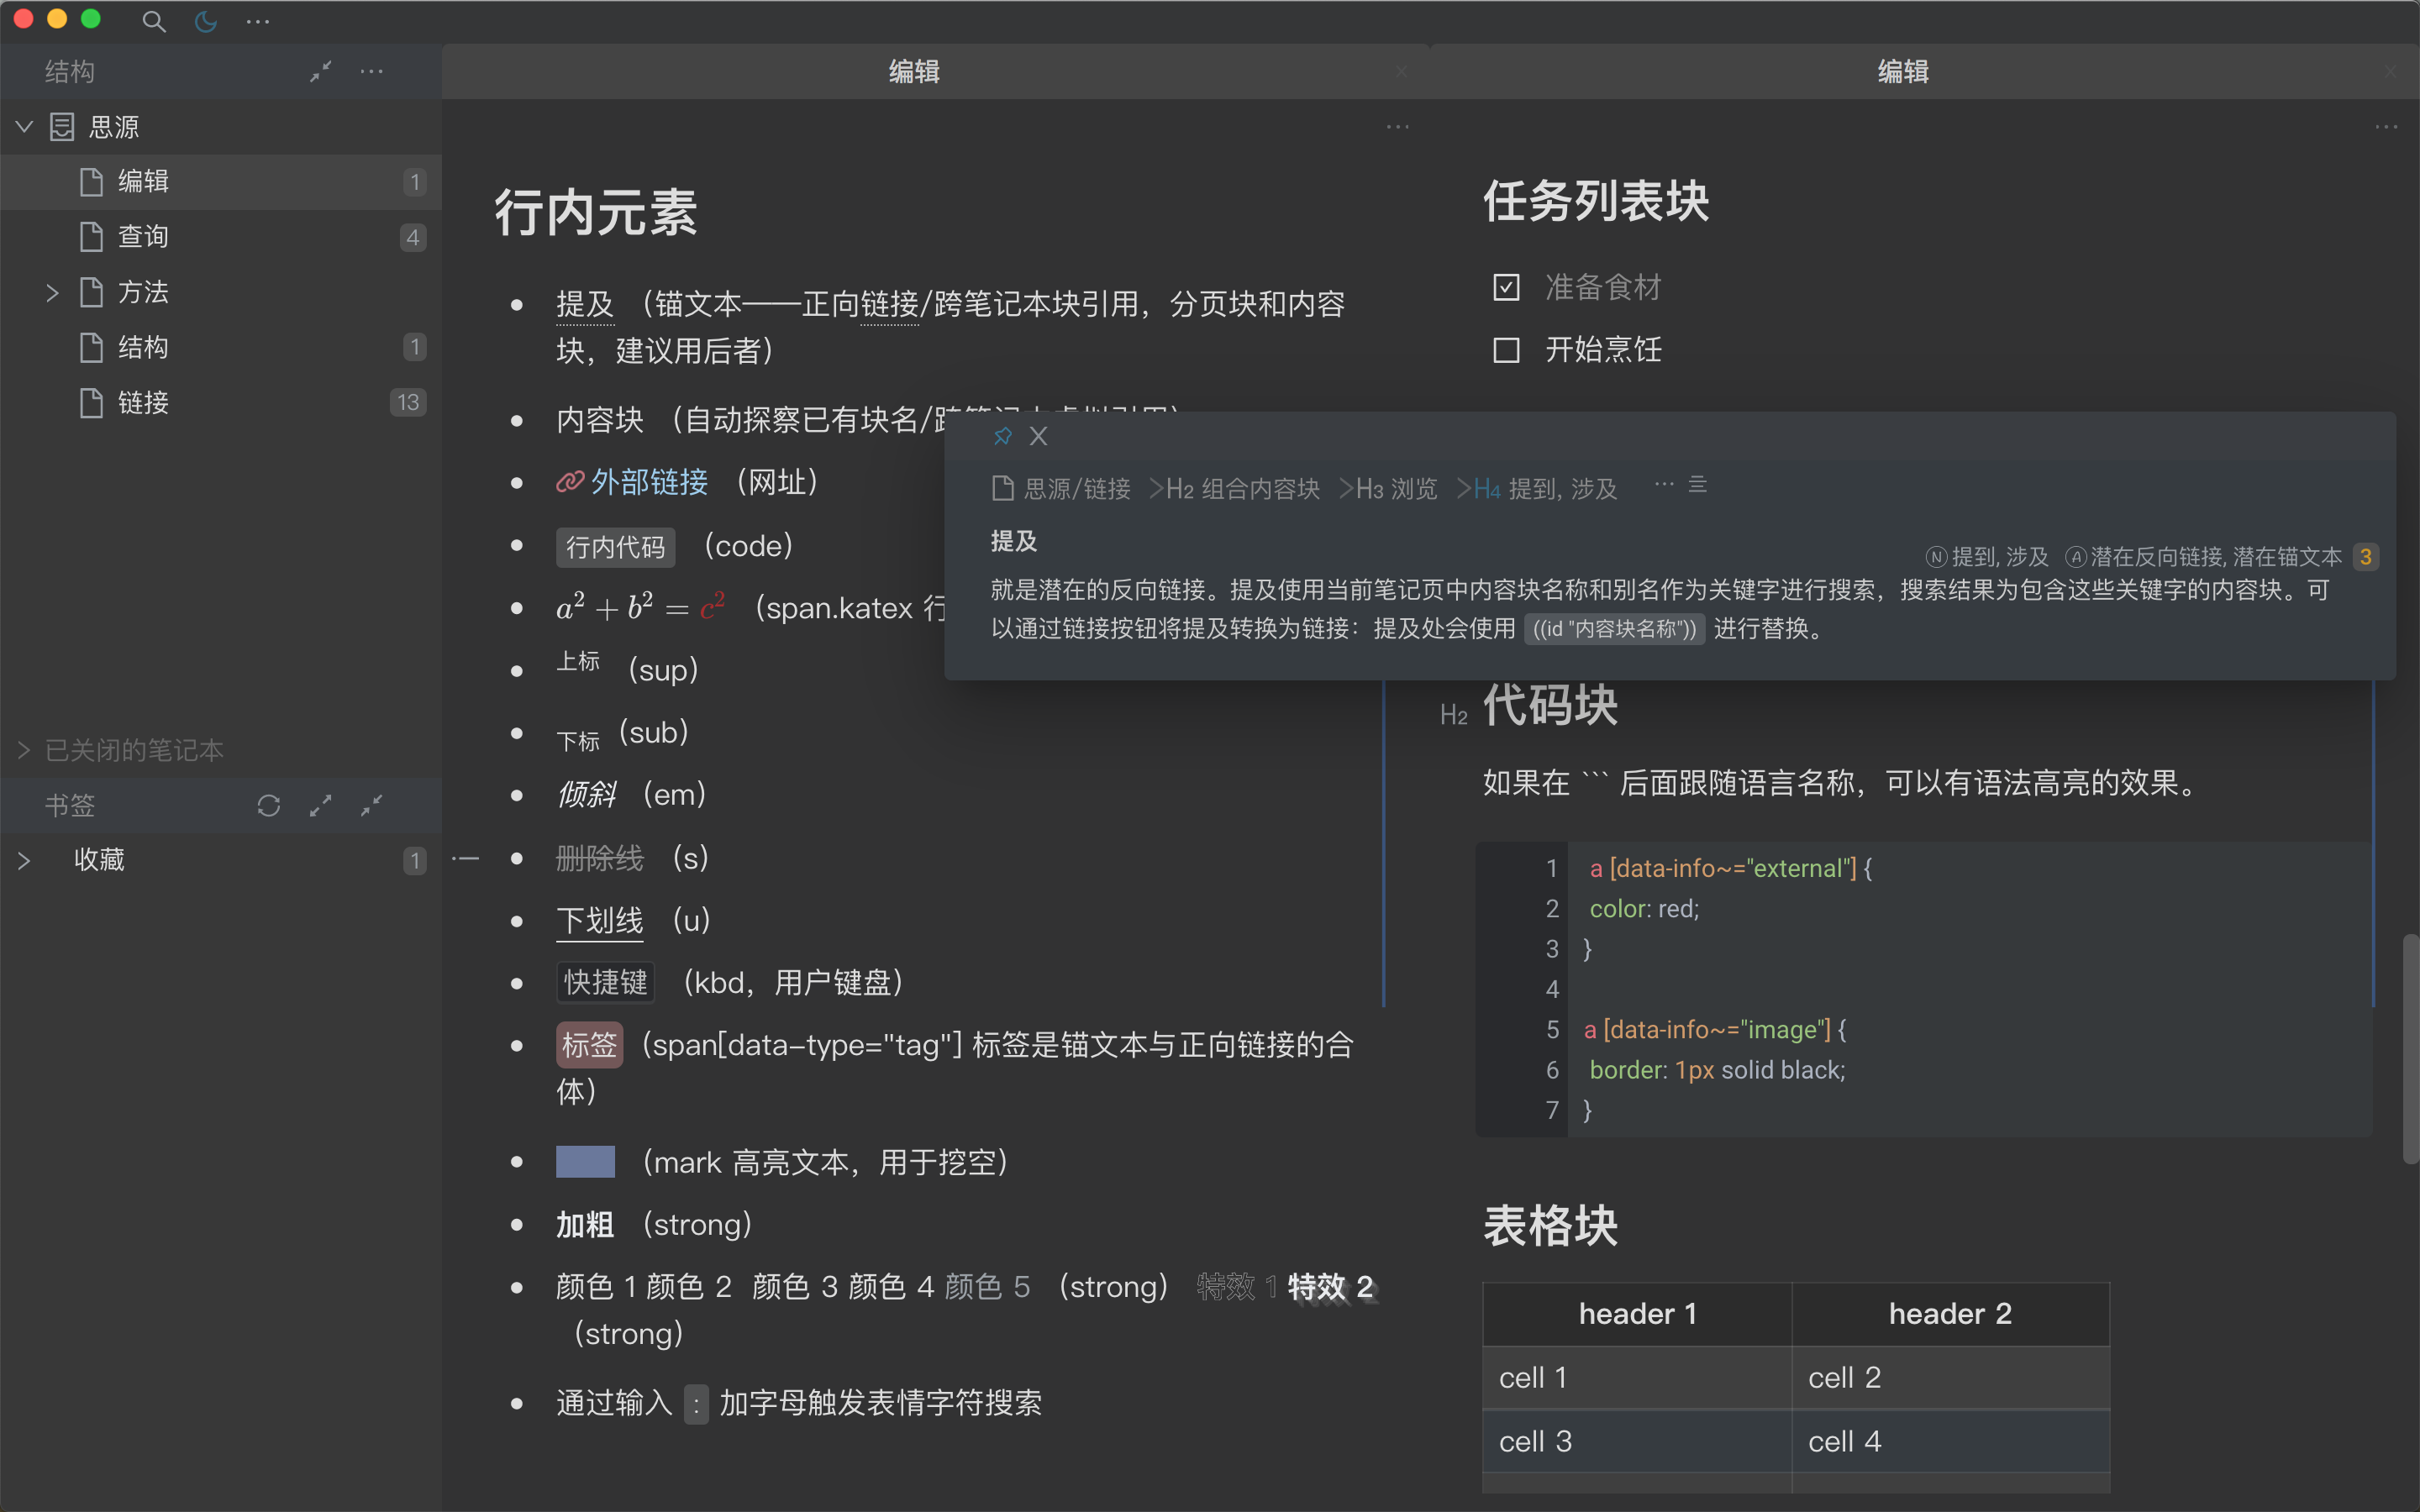 结构
思源
编辑 1
查询 4
方法
结构 1
链接 13
已关闭的笔记本
书签
收藏 1
编辑
行内元素
提及 （锚文本——正向链接/跨笔记本块引用，分页块和内容
块，建议用后者）
内容块 （自动探察已有块名/
外部链接 （网址）
行内代码 （code）
a² + b² = c² （span.katex 行
上标 （sup）
下标 （sub）
倾斜 （em）
删除线 （s）
下划线 （u）
快捷键 （kbd，用户键盘）
标签 （span[data-type="tag"] 标签是锚文本与正向链接的合
体）
（mark 高亮文本，用于挖空）
加粗 （strong）
颜色 1 颜色 2 颜色 3 颜色 4 颜色 5 （strong） 特效 1 特效 2
（strong）
通过输入 : 加字母触发表情字符搜索
编辑
任务列表块
准备食材
开始烹饪
X
思源/链接 >H2 组合内容块 >H3 浏览 >H4 提到, 涉及 ···
提及
Ⓝ提到, 涉及 Ⓐ潜在反向链接, 潜在锚文本 3
就是潜在的反向链接。提及使用当前笔记页中内容块名称和别名作为关键字进行搜索，搜索结果为包含这些关键字的内容块。可
以通过链接按钮将提及转换为链接：提及处会使用 ((id "内容块名称")) 进行替换。
H2 代码块
如果在 ``` 后面跟随语言名称，可以有语法高亮的效果。
1 a [data-info~="external"] {
2 color: red;
3 }
4
5 a [data-info~="image"] {
6 border: 1px solid black;
7 }
表格块
header 1 header 2
cell 1 cell 2
cell 3 cell 4